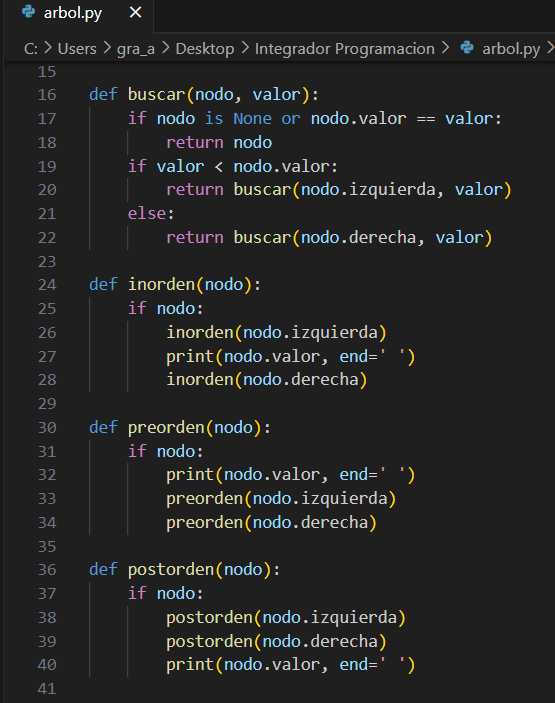 arbol.py ×
C: > Users > gra_a > Desktop > Integrador Programacion > arbol.py >
15
16 def buscar(nodo, valor):
17     if nodo is None or nodo.valor == valor:
18         return nodo
19     if valor < nodo.valor:
20         return buscar(nodo.izquierda, valor)
21     else:
22         return buscar(nodo.derecha, valor)
23
24 def inorden(nodo):
25     if nodo:
26         inorden(nodo.izquierda)
27         print(nodo.valor, end=' ')
28         inorden(nodo.derecha)
29
30 def preorden(nodo):
31     if nodo:
32         print(nodo.valor, end=' ')
33         preorden(nodo.izquierda)
34         preorden(nodo.derecha)
35
36 def postorden(nodo):
37     if nodo:
38         postorden(nodo.izquierda)
39         postorden(nodo.derecha)
40         print(nodo.valor, end=' ')
41